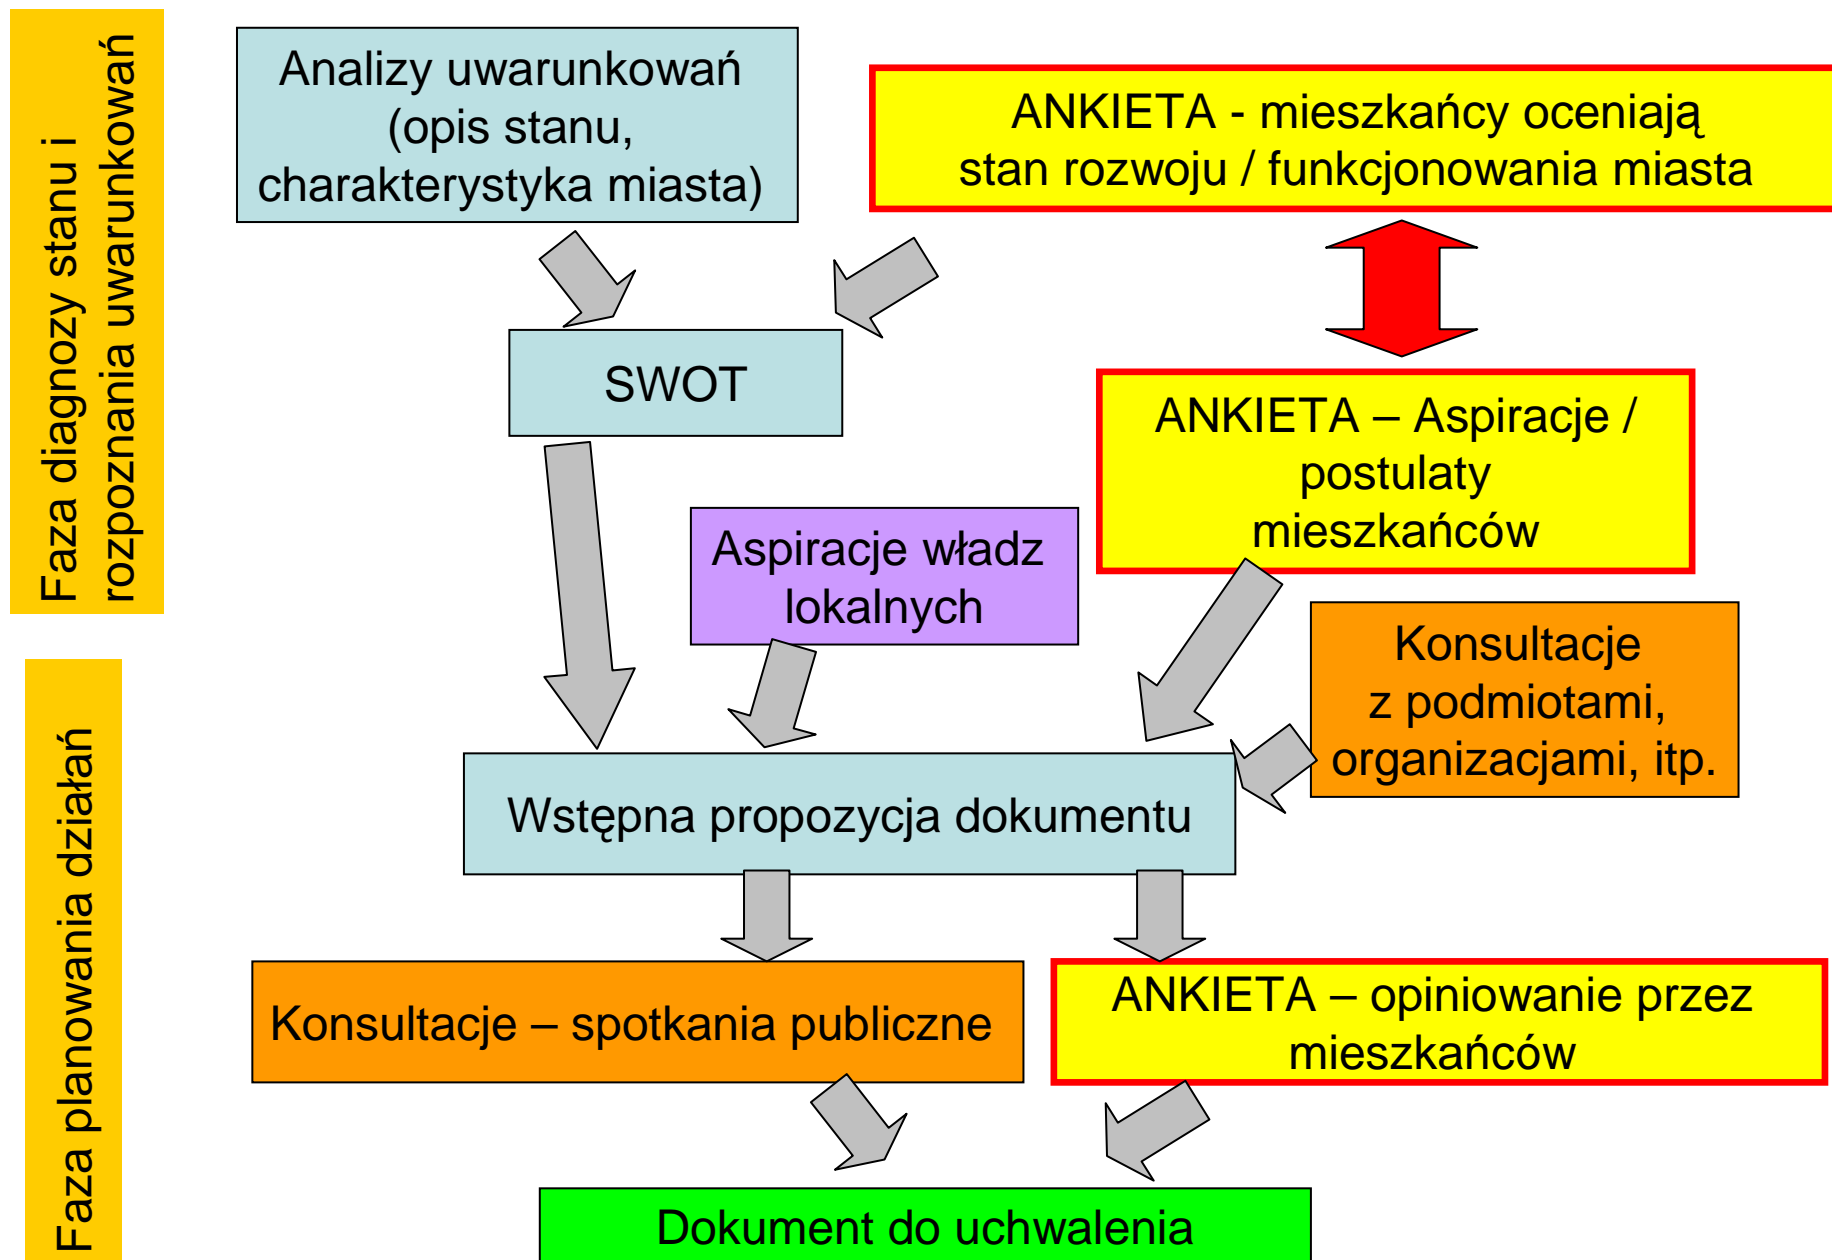 Faza diagnozy stanu i
rozpoznania uwarunkowań
Analizy uwarunkowań
(opis stanu,
charakterystyka miasta)
ANKIETA - mieszkańcy oceniają
stan rozwoju / funkcjonowania miasta
SWOT
ANKIETA – Aspiracje /
postulaty
mieszkańców
Aspiracje władz
lokalnych
Konsultacje
z podmiotami,
organizacjami, itp.
Faza planowania działań
Wstępna propozycja dokumentu
Konsultacje – spotkania publiczne
ANKIETA – opiniowanie przez
mieszkańców
Dokument do uchwalenia